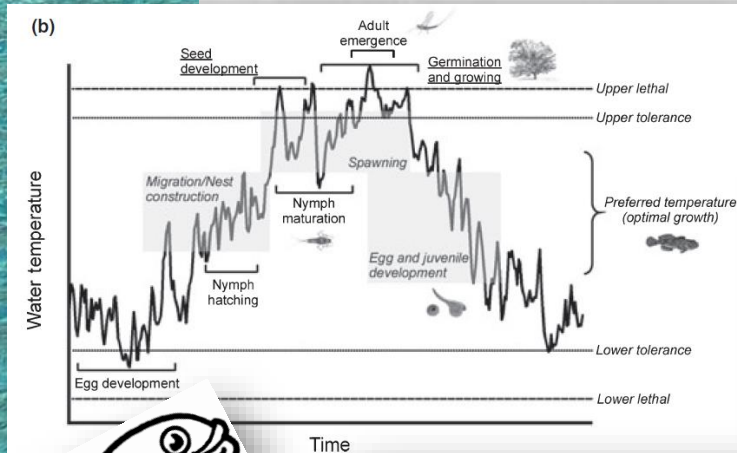 (b)
Adult
emergence
Seed
development
Germination
and growing
Upper lethal
Upper tolerance
Spawning
Migration/Nest
construction
Nymph
maturation
Preferred temperature
(optimal growth)
Egg and juvenile
development
Nymph
hatching
Water temperature
Lower tolerance
Egg development
Lower lethal
Time